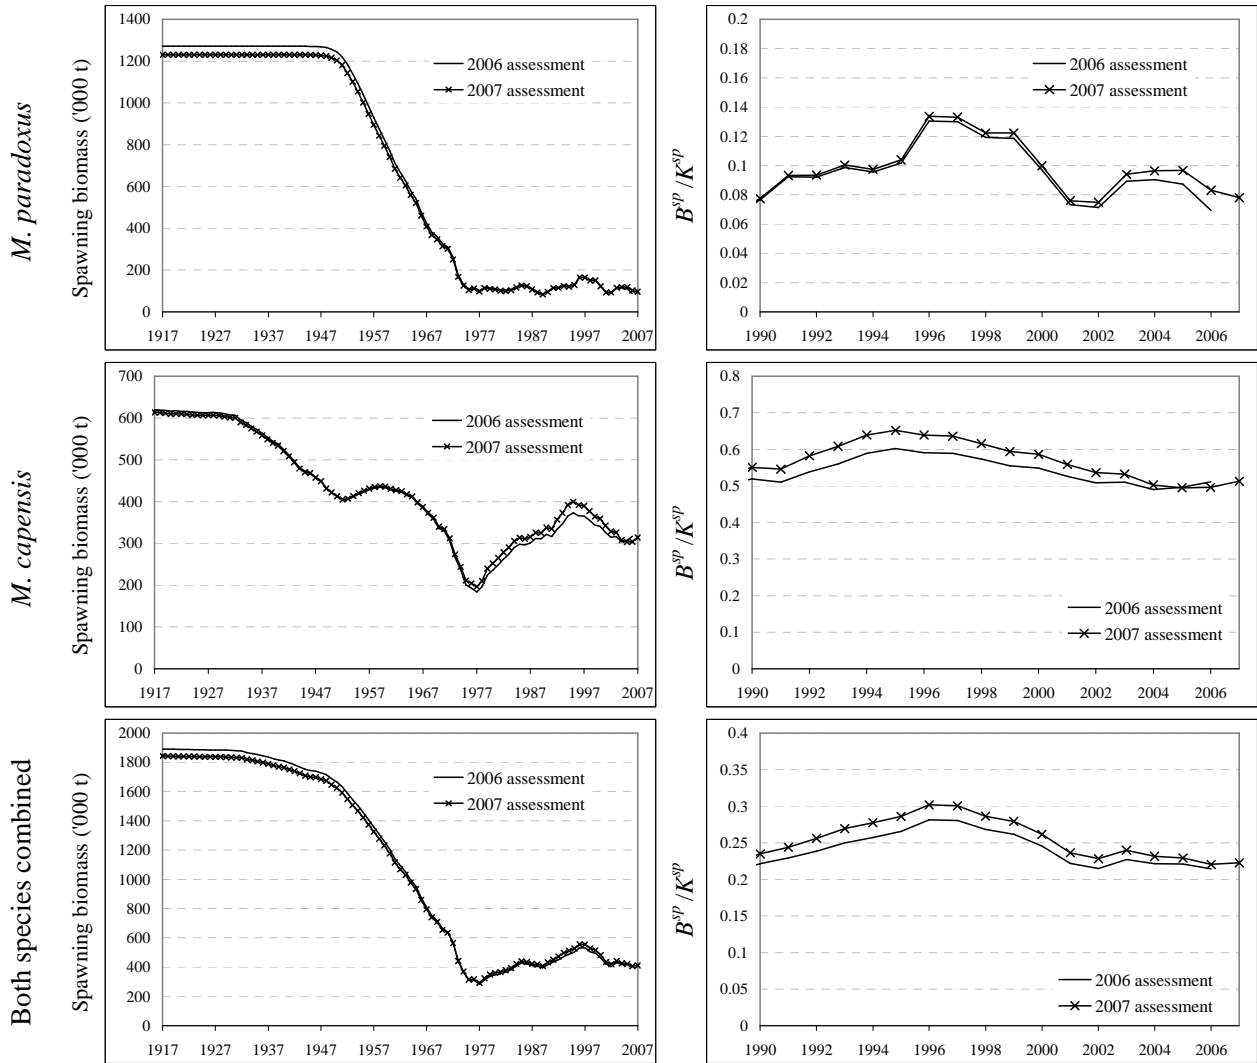 M. paradoxus
Spawning biomass ('000 t)
1400
1200
1000
800
600
400
200
0
1917 1927 1937 1947 1957 1967 1977 1987 1997 2007
2006 assessment
2007 assessment
B^sp/K^sp
0.2
0.18
0.16
0.14
0.12
0.1
0.08
0.06
0.04
0.02
0
1990 1992 1994 1996 1998 2000 2002 2004 2006
2006 assessment
2007 assessment
M. capensis
Spawning biomass ('000 t)
700
600
500
400
300
200
100
0
1917 1927 1937 1947 1957 1967 1977 1987 1997 2007
2006 assessment
2007 assessment
B^sp/K^sp
0.8
0.7
0.6
0.5
0.4
0.3
0.2
0.1
0
1990 1992 1994 1996 1998 2000 2002 2004 2006
2006 assessment
2007 assessment
Both species combined
Spawning biomass ('000 t)
2000
1800
1600
1400
1200
1000
800
600
400
200
0
1917 1927 1937 1947 1957 1967 1977 1987 1997 2007
2006 assessment
2007 assessment
B^sp/K^sp
0.4
0.35
0.3
0.25
0.2
0.15
0.1
0.05
0
1990 1992 1994 1996 1998 2000 2002 2004 2006
2006 assessment
2007 assessment